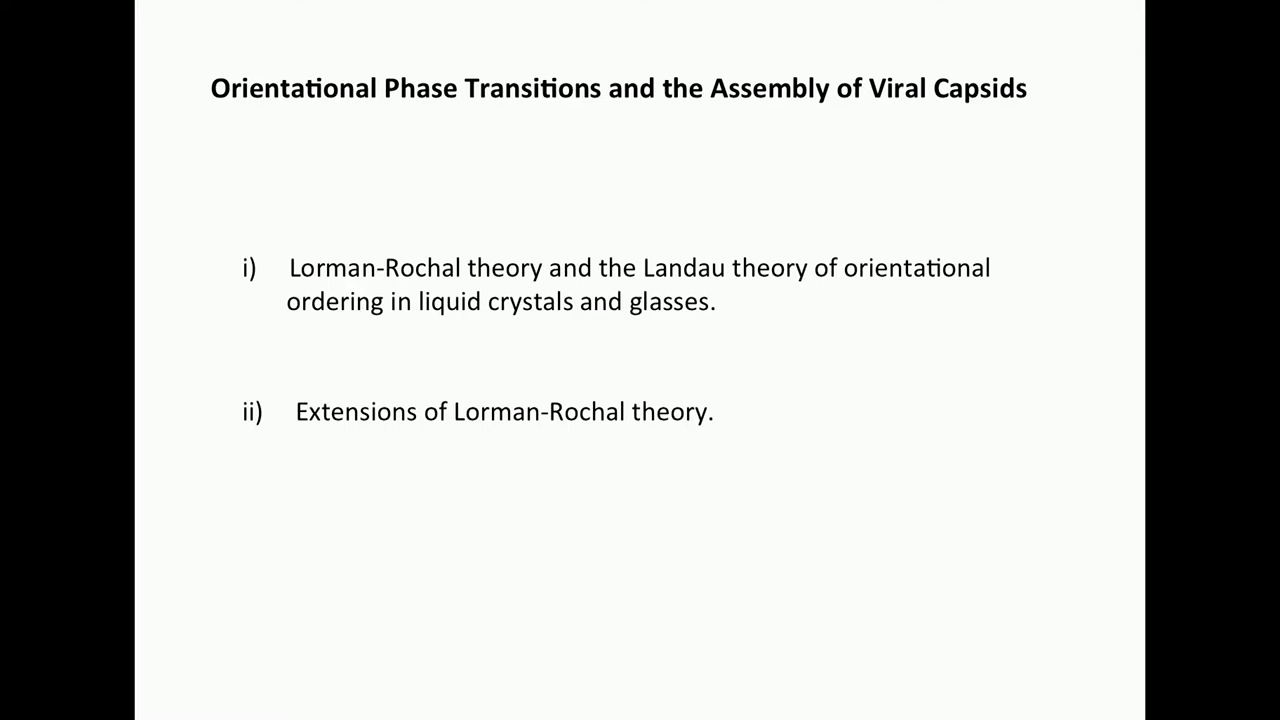 Orientational Phase Transitions and the Assembly of Viral Capsids
i) Lorman-Rochal theory and the Landau theory of orientational
ordering in liquid crystals and glasses.
ii) Extensions of Lorman-Rochal theory.